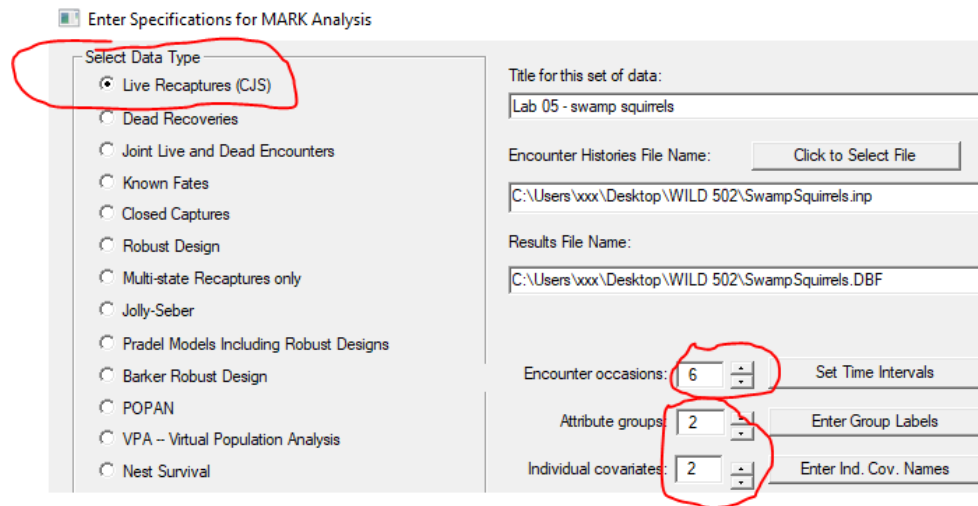 Enter Specifications for MARK Analysis
Select Data Type
Live Recaptures (CJS)
Dead Recoveries
Joint Live and Dead Encounters
Known Fates
Closed Captures
Robust Design
Multi-state Recaptures only
Jolly-Seber
Pradel Models Including Robust Designs
Barker Robust Design
POPAN
VPA -- Virtual Population Analysis
Nest Survival
Title for this set of data:
Lab 05 - swamp squirrels
Encounter Histories File Name: Click to Select File
C:\Users\xxx\Desktop\WILD 502\SwampSquirrels.inp
Results File Name:
C:\Users\xxx\Desktop\WILD 502\SwampSquirrels.DBF
Encounter occasions: 6 Set Time Intervals
Attribute groups: 2 Enter Group Labels
Individual covariates: 2 Enter Ind. Cov. Names